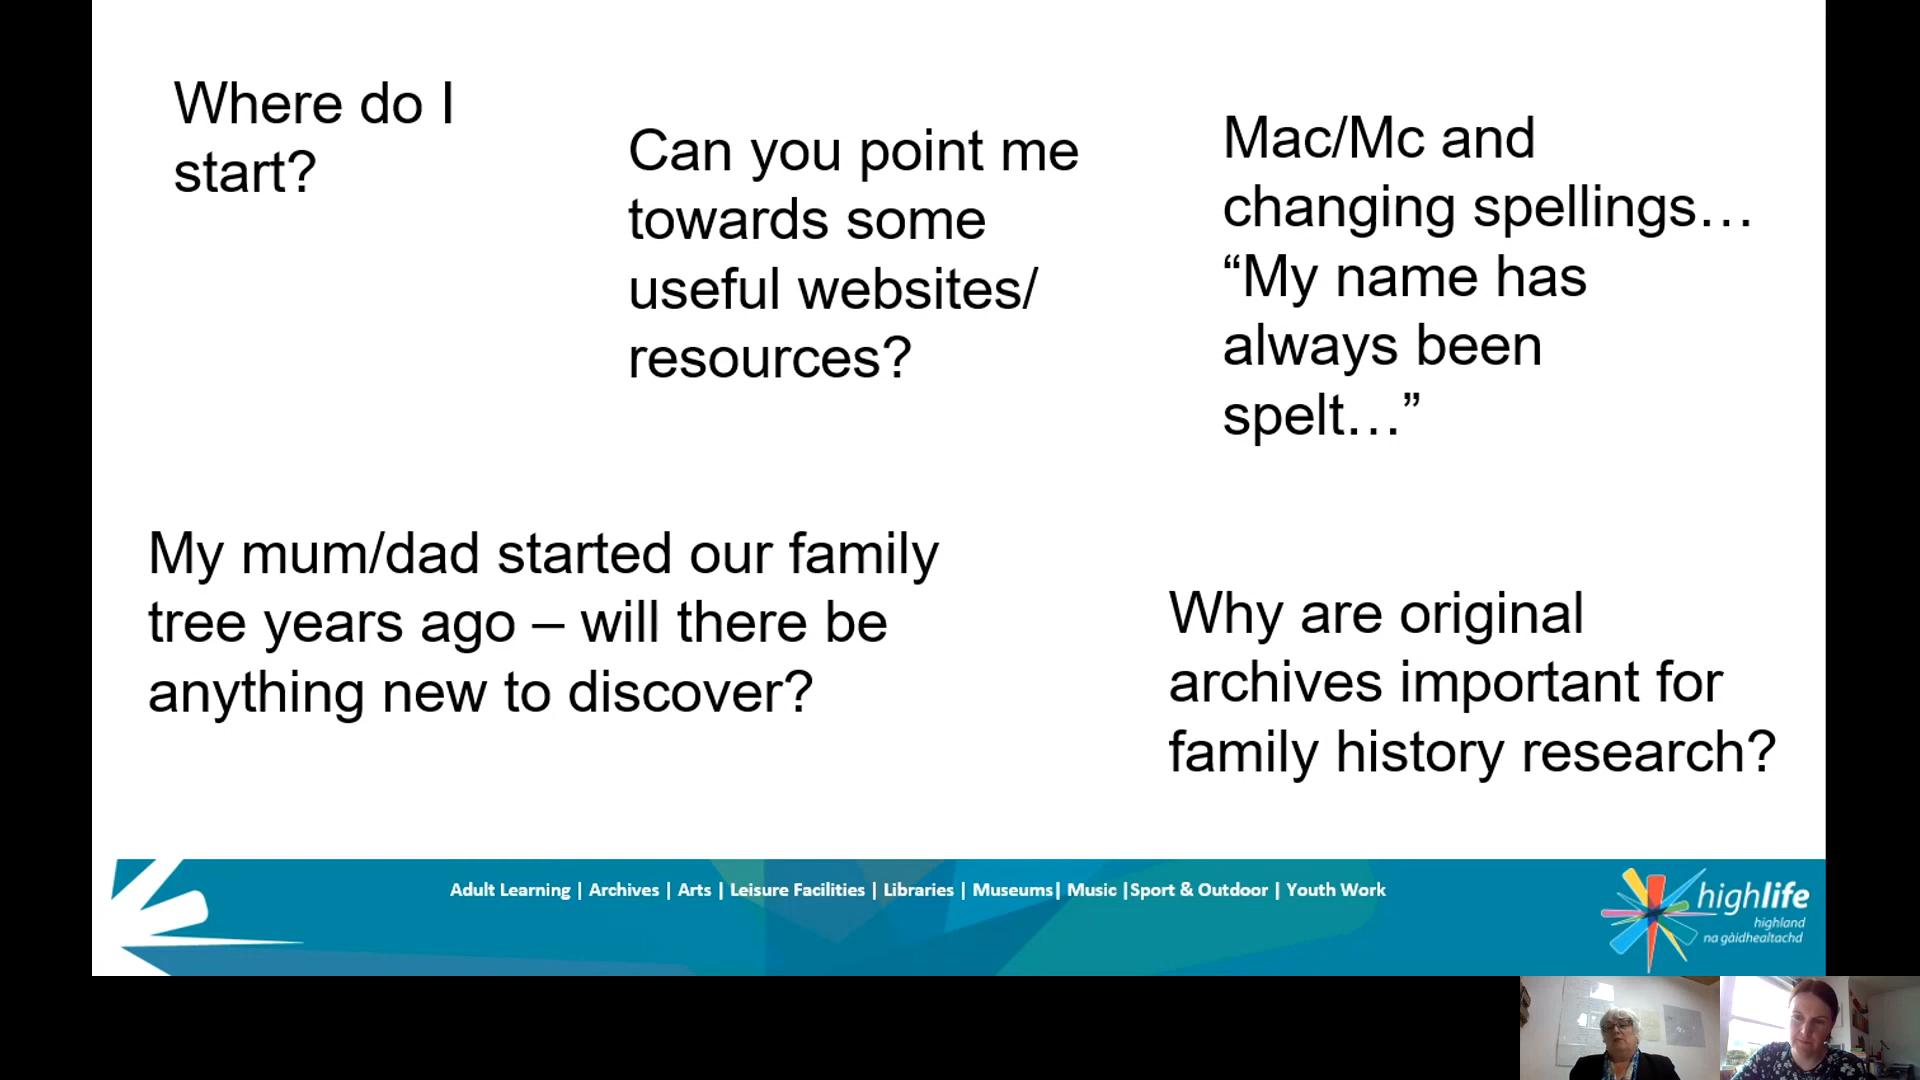 Where do I
start?
Can you point me
towards some
useful websites/
resources?
Mac/Mc and
changing spellings…
“My name has
always been
spelt…”
My mum/dad started our family
tree years ago – will there be
anything new to discover?
Why are original
archives important for
family history research?
Adult Learning | Archives | Arts | Leisure Facilities | Libraries | Museums| Music |Sport & Outdoor | Youth Work
highlife
highland
na gàidhealtachd